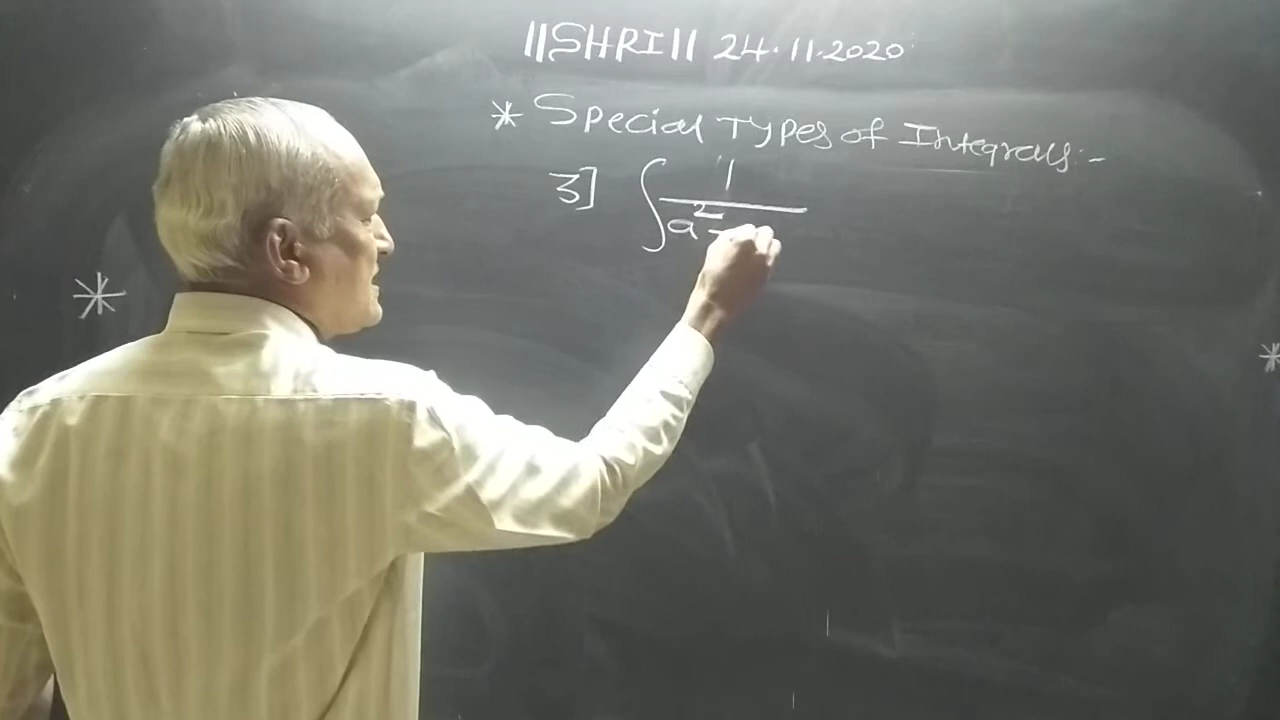 ||SHRI|| 24.11.2020
* Special Types of Integrals:-
3] ∫ 1
a² -